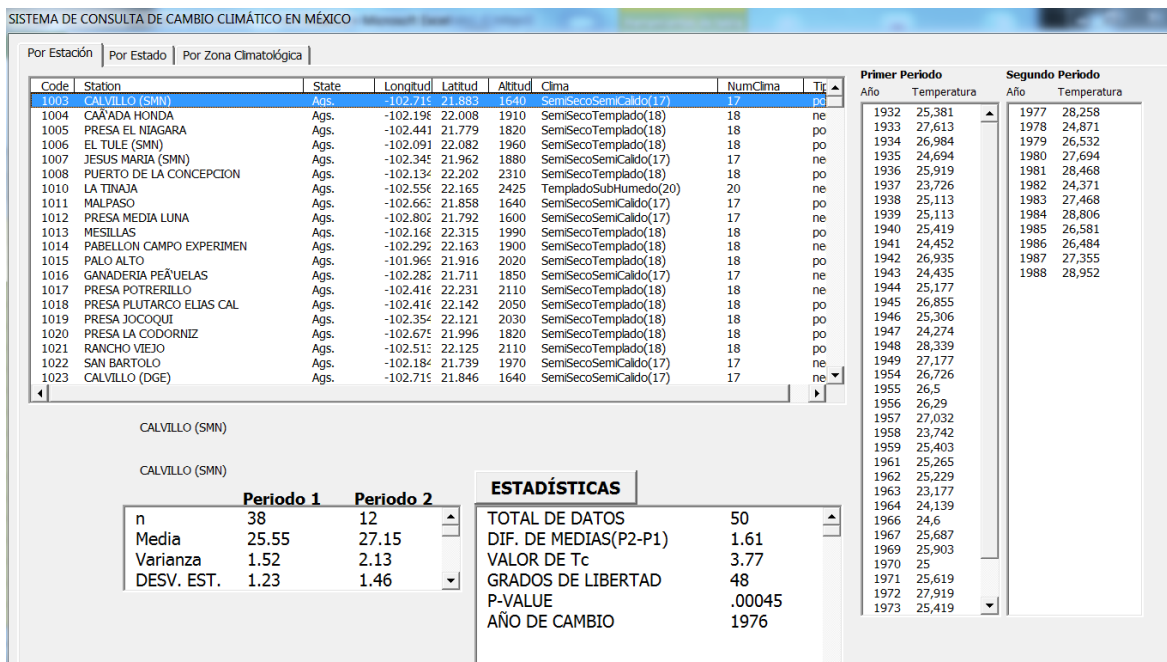 SISTEMA DE CONSULTA DE CAMBIO CLIMÁTICO EN MÉXICO
Por Estación Por Estado Por Zona Climatológica
Code Station State Longitud Latitud Altitud Clima NumClima Tip
1003 CALVILLO (SMN) Ags. -102.719 21.883 1640 SemiSecoSemiCalido(17) 17 po
1004 CAÃ'ADA HONDA Ags. -102.198 22.008 1910 SemiSecoTemplado(18) 18 ne
1005 PRESA EL NIAGARA Ags. -102.441 21.779 1820 SemiSecoTemplado(18) 18 po
1006 EL TULE (SMN) Ags. -102.091 22.082 1960 SemiSecoTemplado(18) 18 po
1007 JESUS MARIA (SMN) Ags. -102.345 21.962 1880 SemiSecoSemiCalido(17) 17 ne
1008 PUERTO DE LA CONCEPCION Ags. -102.134 22.202 2310 SemiSecoTemplado(18) 18 po
1010 LA TINAJA Ags. -102.556 22.165 2425 TempladoSubHumedo(20) 20 ne
1011 MALPASO Ags. -102.663 21.858 1640 SemiSecoSemiCalido(17) 17 po
1012 PRESA MEDIA LUNA Ags. -102.802 21.792 1600 SemiSecoSemiCalido(17) 17 ne
1013 MESILLAS Ags. -102.168 22.315 1990 SemiSecoTemplado(18) 18 po
1014 PABELLON CAMPO EXPERIMEN Ags. -102.292 22.163 1900 SemiSecoTemplado(18) 18 ne
1015 PALO ALTO Ags. -101.969 21.916 2020 SemiSecoTemplado(18) 18 po
1016 GANADERIA PEÃ'UELAS Ags. -102.282 21.711 1850 SemiSecoSemiCalido(17) 17 ne
1017 PRESA POTRERILLO Ags. -102.416 22.231 2110 SemiSecoTemplado(18) 18 ne
1018 PRESA PLUTARCO ELIAS CAL Ags. -102.416 22.142 2050 SemiSecoTemplado(18) 18 po
1019 PRESA JOCOQUI Ags. -102.354 22.121 2030 SemiSecoTemplado(18) 18 po
1020 PRESA LA CODORNIZ Ags. -102.675 21.996 1820 SemiSecoTemplado(18) 18 po
1021 RANCHO VIEJO Ags. -102.513 22.125 2110 SemiSecoTemplado(18) 18 po
1022 SAN BARTOLO Ags. -102.184 21.739 1970 SemiSecoSemiCalido(17) 17 ne
1023 CALVILLO (DGE) Ags. -102.719 21.846 1640 SemiSecoSemiCalido(17) 17 ne
CALVILLO (SMN)
CALVILLO (SMN)
Periodo 1 Periodo 2
n 38 12
Media 25.55 27.15
Varianza 1.52 2.13
DESV. EST. 1.23 1.46
ESTADÍSTICAS
TOTAL DE DATOS 50
DIF. DE MEDIAS(P2-P1) 1.61
VALOR DE Tc 3.77
GRADOS DE LIBERTAD 48
P-VALUE .00045
AÑO DE CAMBIO 1976
Primer Periodo
Año Temperatura
1932 25,381
1933 27,613
1934 26,984
1935 24,694
1936 25,919
1937 23,726
1938 25,113
1939 25,113
1940 25,419
1941 24,452
1942 26,935
1943 24,435
1944 25,177
1945 26,855
1946 25,306
1947 24,274
1948 28,339
1949 27,177
1954 26,726
1955 26,5
1956 26,29
1957 27,032
1958 23,742
1959 25,403
1961 25,265
1962 25,229
1963 23,177
1964 24,139
1966 24,6
1967 25,687
1969 25,903
1970 25
1971 25,619
1972 27,919
1973 25,419
Segundo Periodo
Año Temperatura
1977 28,258
1978 24,871
1979 26,532
1980 27,694
1981 28,468
1982 24,371
1983 27,468
1984 28,806
1985 26,581
1986 26,484
1987 27,355
1988 28,952